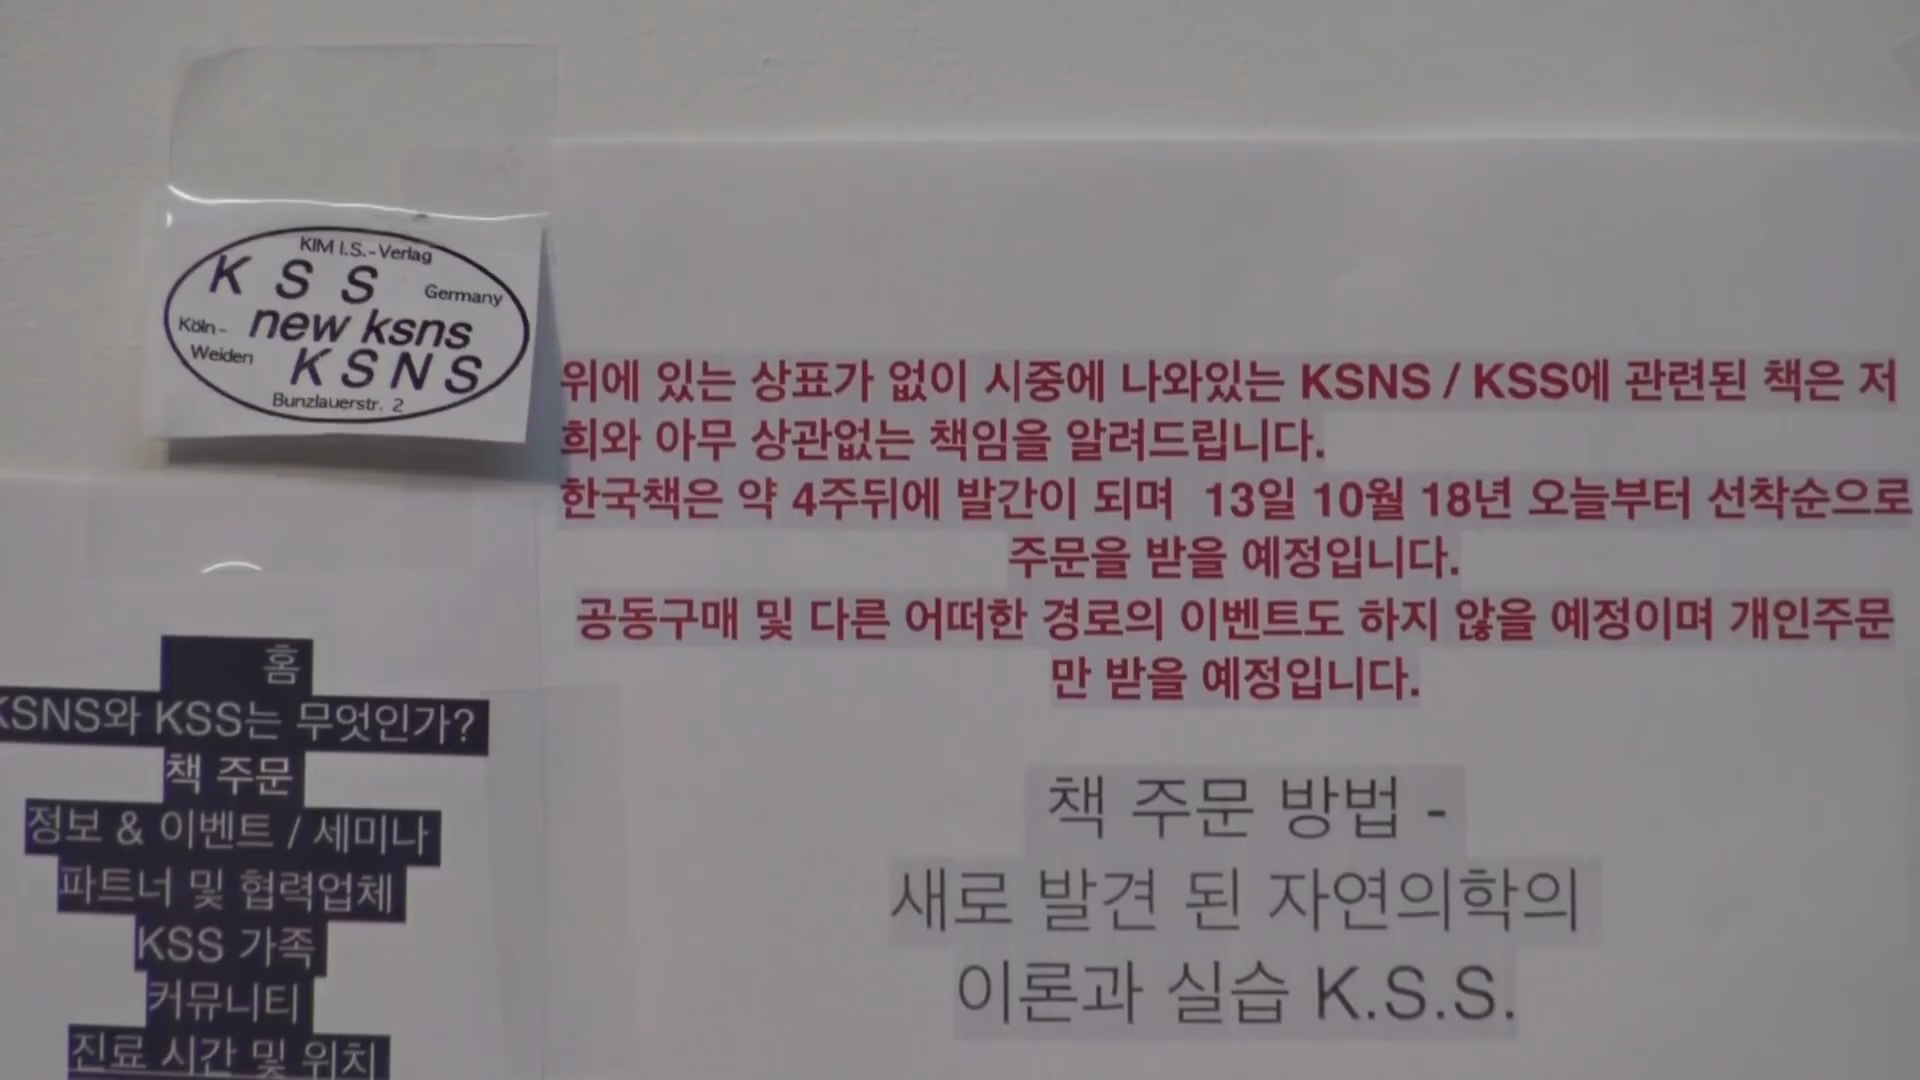 KIM I.S.-Verlag
K S S
Germany
Köln-
Weiden
new ksns
KSNS
Bunzlauerstr. 2
위에 있는 상표가 없이 시중에 나와있는 KSNS / KSS에 관련된 책은 저
희와 아무 상관없는 책임을 알려드립니다.
한국책은 약 4주뒤에 발간이 되며 13일 10월 18년 오늘부터 선착순으로
주문을 받을 예정입니다.
공동구매 및 다른 어떠한 경로의 이벤트도 하지 않을 예정이며 개인주문
만 받을 예정입니다.
책 주문 방법 -
새로 발견 된 자연의학의
이론과 실습 K.S.S.
홈
KSNS와 KSS는 무엇인가?
책 주문
정보 & 이벤트 / 세미나
파트너 및 협력업체
KSS 가족
커뮤니티
진료 시간 및 위치